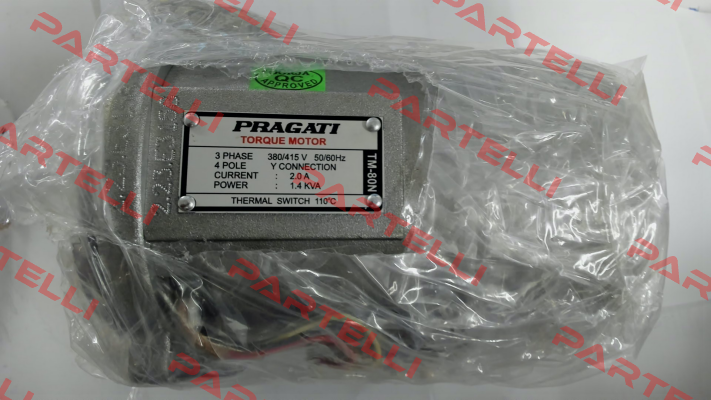 QC
APPROVED
PRAGATI
TORQUE MOTOR
3 PHASE 380/415 V 50/60Hz
4 POLE Y CONNECTION
CURRENT : 2.0 A
POWER : 1.4 KVA
THERMAL SWITCH 110°C
TM-80N
PARTELLI
PARTELLI
PARTELLI
PARTELLI
PARTELLI
PARTELLI
PARTELLI
PARTELLI